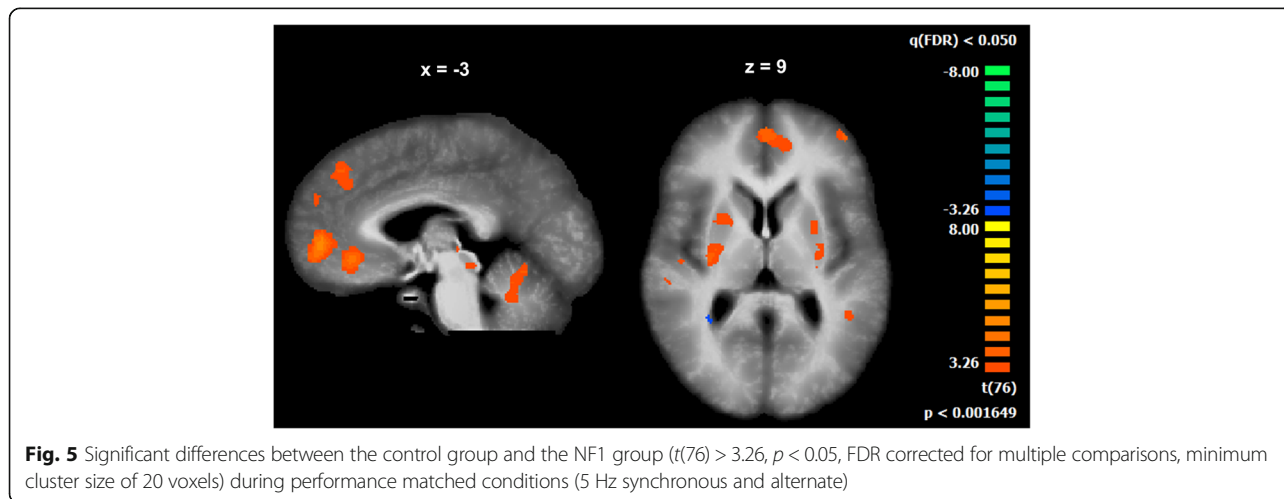 x = -3
z = 9
q(FDR) < 0.050
-8.00
-3.26
8.00
3.26
t(76)
p < 0.001649
Fig. 5 Significant differences between the control group and the NF1 group (t(76) > 3.26, p < 0.05, FDR corrected for multiple comparisons, minimum
cluster size of 20 voxels) during performance matched conditions (5 Hz synchronous and alternate)